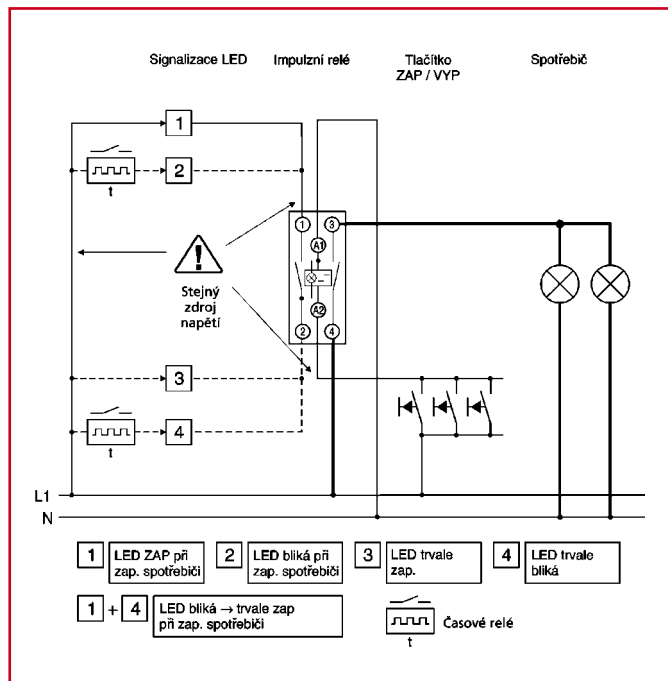 Signalizace LED
Impulzní relé
Tlačítko
ZAP / VYP
Spotřebič
1
2
t
1
3
A1
A2
2
4
Stejný
zdroj
napětí
3
4
t
L1
N
1
LED ZAP při
zap. spotřebiči
2
LED bliká při
zap. spotřebiči
3
LED trvale
zap.
4
LED trvale
bliká
1 + 4
LED bliká → trvale zap
při zap. spotřebiči
Časové relé
t